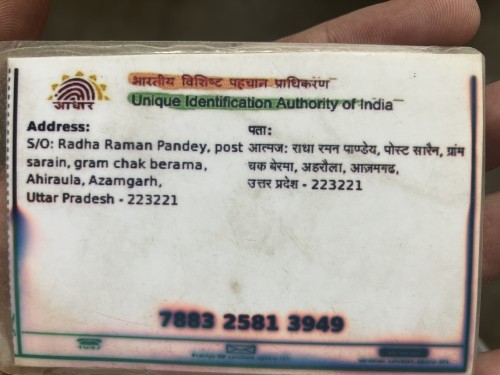 भारतीय विशिष्ट पहचान प्राधिकरण
Unique Identification Authority of India
आधार
Address:
S/O: Radha Raman Pandey, post
sarain, gram chak berama,
Ahiraula, Azamgarh,
Uttar Pradesh - 223221
पता:
आत्मज: राधा रमन पाण्डेय, पोस्ट सारैन, ग्राम
चक बेरमा, अहरौला, आज़मगढ,
उत्तर प्रदेश - 223221
7883 2581 3949